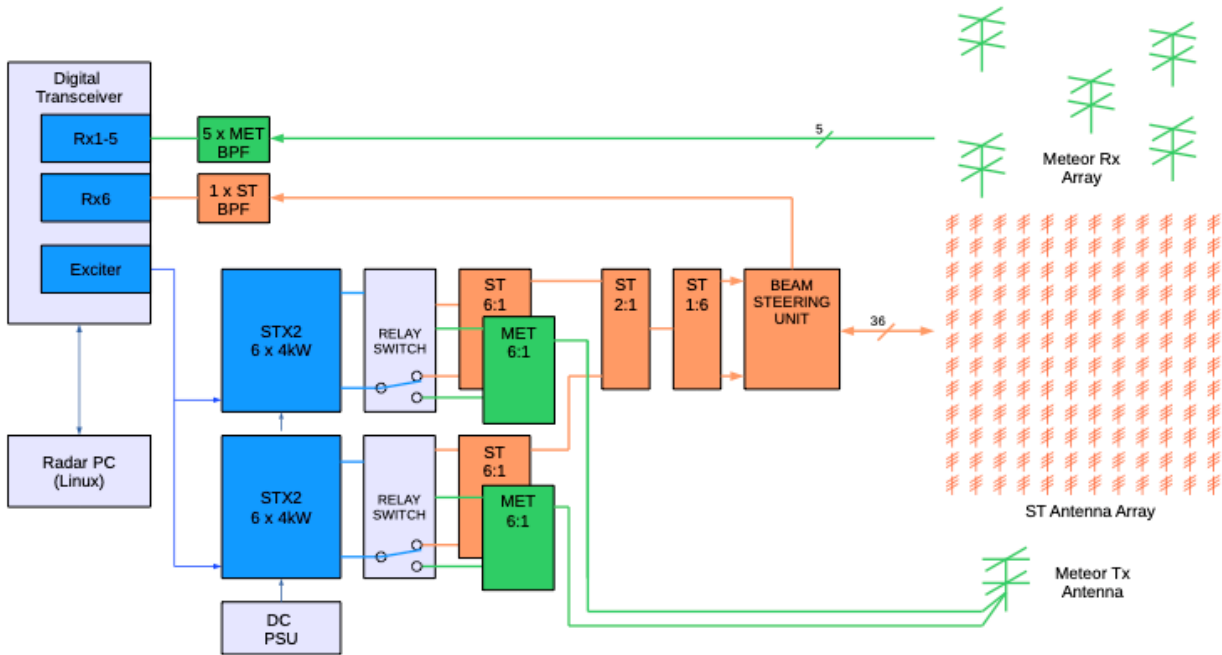 Digital
Transceiver
Rx1-5
5 x MET
BPF
5
Meteor Rx
Array
Rx6
1 x ST
BPF
Exciter
STX2
6 x 4kW
RELAY
SWITCH
ST
6:1
MET
6:1
ST
2:1
ST
1:6
BEAM
STEERING
UNIT
36
ST Antenna Array
Radar PC
(Linux)
STX2
6 x 4kW
RELAY
SWITCH
ST
6:1
MET
6:1
Meteor Tx
Antenna
DC
PSU